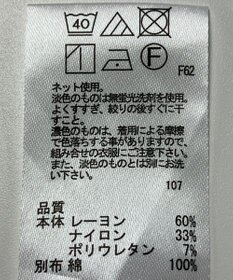 40
F
F62
ネット使用。
淡色のものは無蛍光洗剤を使用。
よくすすぎ、絞りの後すぐに干
すこと。
濃色のものは、着用による摩擦
で色落ちする事がありますので、
組み合せの衣服にご注意下さい。
また、淡色のものとは別にお洗
い下さい。
107
品質
本体 レーヨン 60%
ナイロン 33%
ポリウレタン 7%
別布 綿 100%